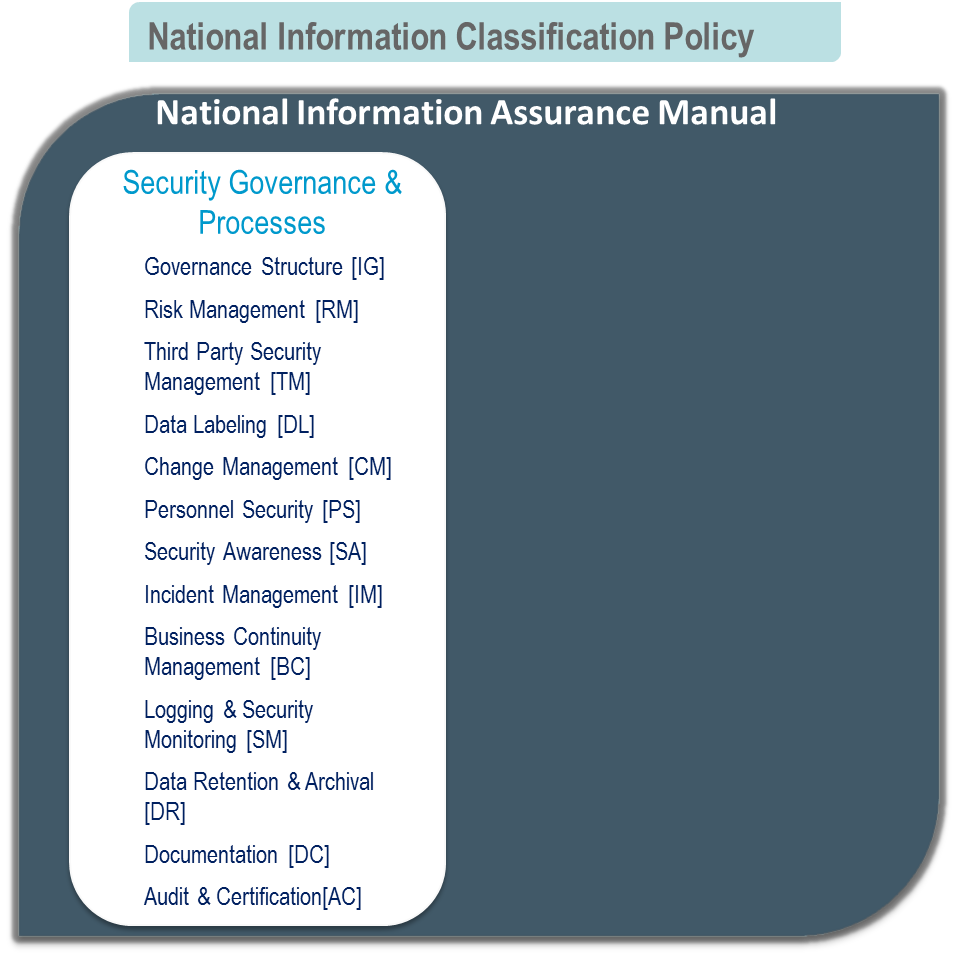 National Information Classification Policy
National Information Assurance Manual
Security Governance &
Processes
Governance Structure [IG]
Risk Management [RM]
Third Party Security
Management [TM]
Data Labeling [DL]
Change Management [CM]
Personnel Security [PS]
Security Awareness [SA]
Incident Management [IM]
Business Continuity
Management [BC]
Logging & Security
Monitoring [SM]
Data Retention & Archival
[DR]
Documentation [DC]
Audit & Certification[AC]